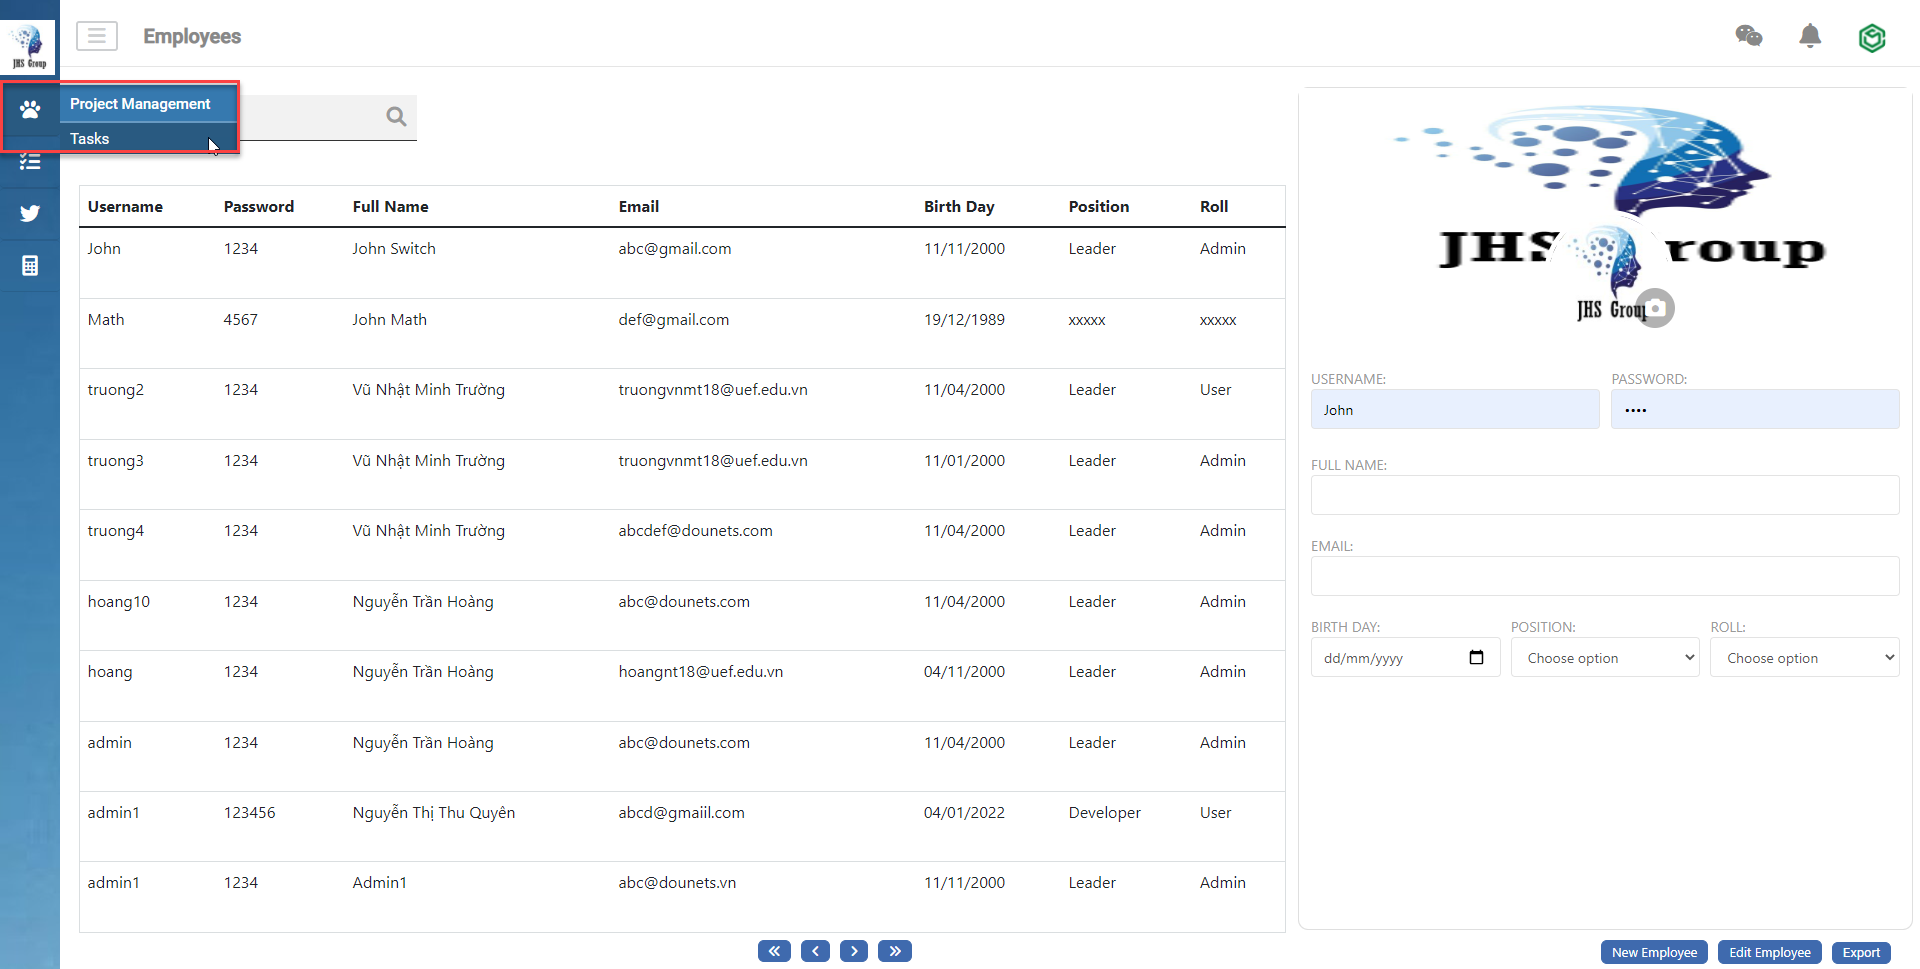 JHS Group
Employees
Project Management
Tasks
Username Password Full Name Email Birth Day Position Roll
John 1234 John Switch abc@gmail.com 11/11/2000 Leader Admin
Math 4567 John Math def@gmail.com 19/12/1989 xxxxx xxxxx
truong2 1234 Vũ Nhật Minh Trường truongvnmt18@uef.edu.vn 11/04/2000 Leader User
truong3 1234 Vũ Nhật Minh Trường truongvnmt18@uef.edu.vn 11/01/2000 Leader Admin
truong4 1234 Vũ Nhật Minh Trường abcdef@dounets.com 11/04/2000 Leader Admin
hoang10 1234 Nguyễn Trần Hoàng abc@dounets.com 11/04/2000 Leader Admin
hoang 1234 Nguyễn Trần Hoàng hoangnt18@uef.edu.vn 04/11/2000 Leader Admin
admin 1234 Nguyễn Trần Hoàng abc@dounets.com 11/04/2000 Leader Admin
admin1 123456 Nguyễn Thị Thu Quyên abcd@gmaiil.com 04/01/2022 Developer User
admin1 1234 Admin1 abc@dounets.vn 11/11/2000 Leader Admin
JHS roup
JHS Group
USERNAME: PASSWORD:
John ••••
FULL NAME:
EMAIL:
BIRTH DAY: POSITION: ROLL:
dd/mm/yyyy Choose option Choose option
New Employee Edit Employee Export